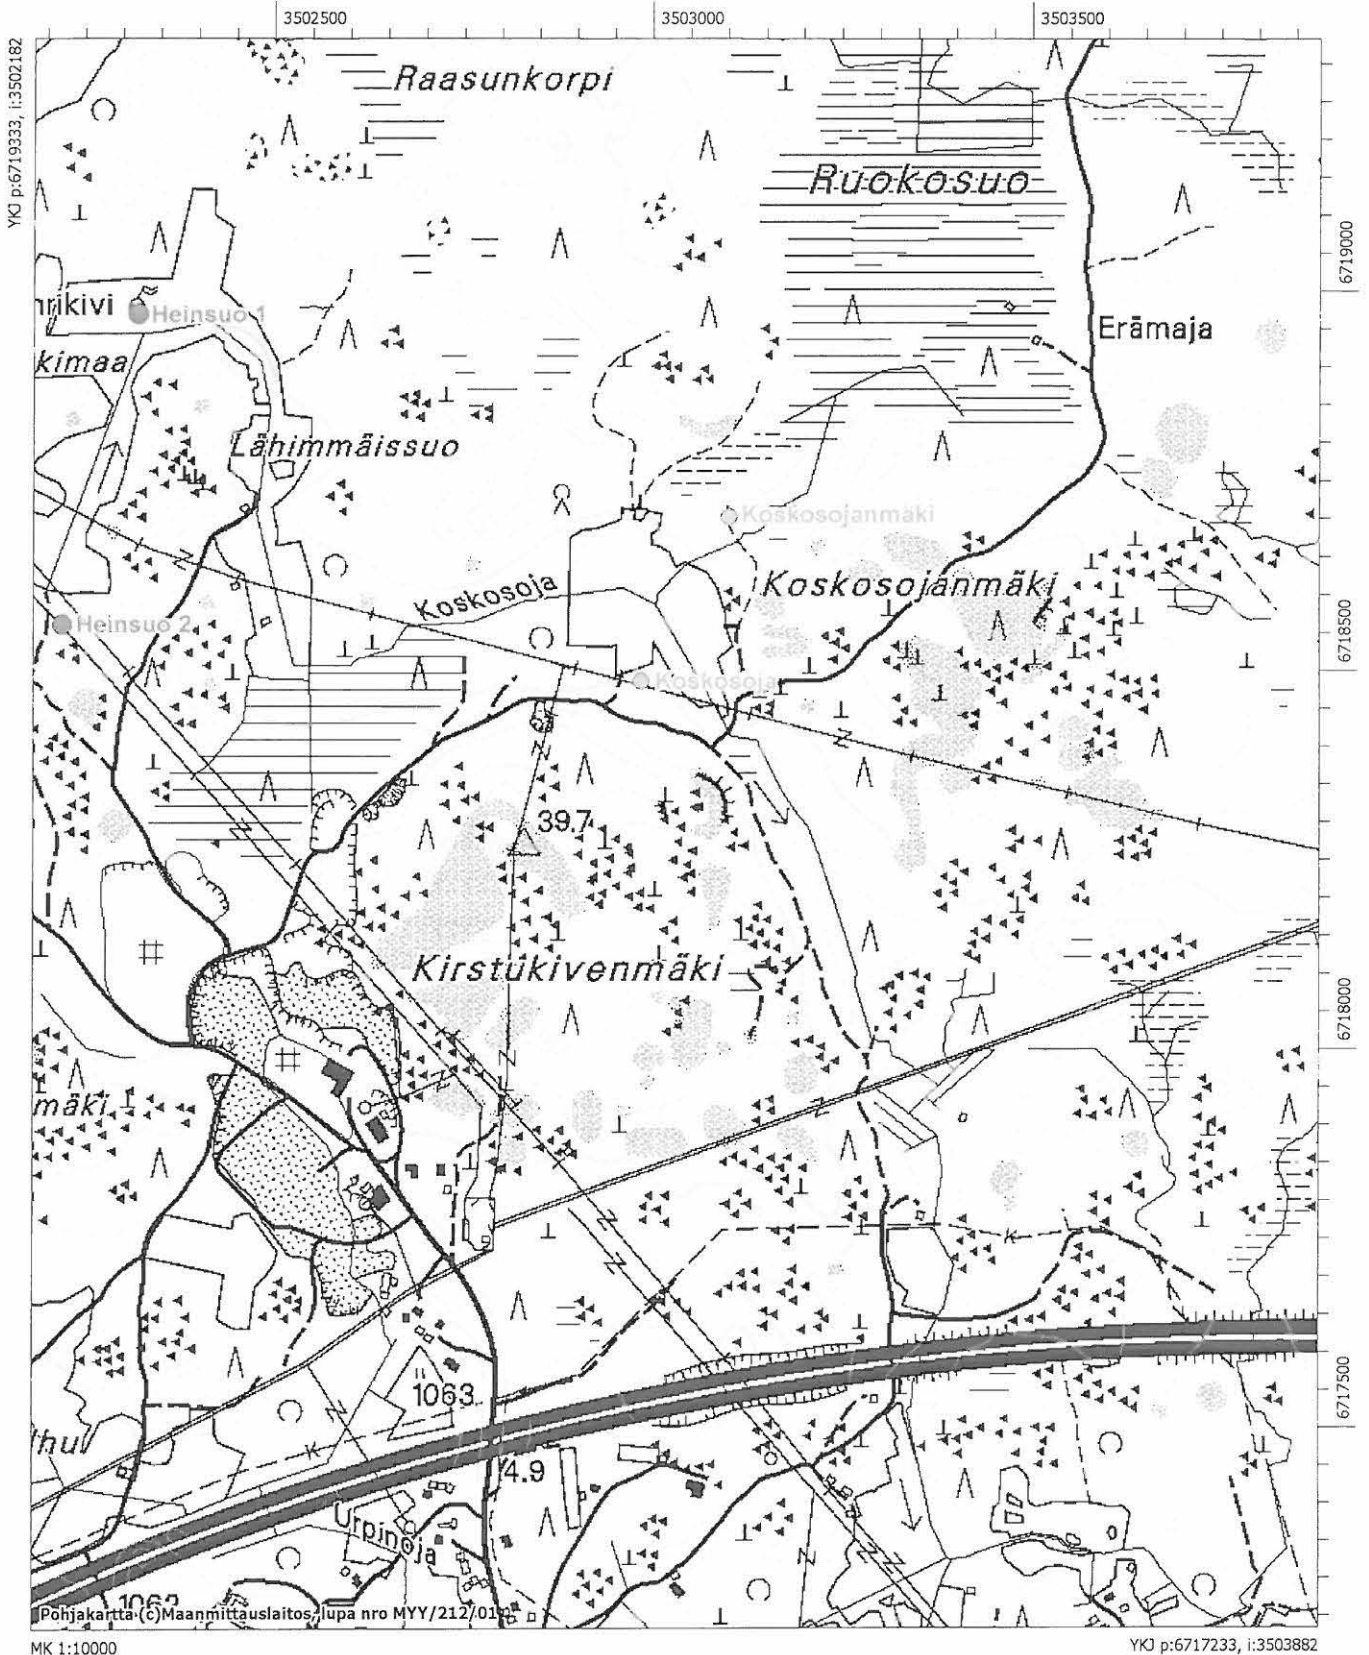 3502500
3503000
3503500
YKJ p:6719333, i:3502182
Raasunkorpi
Ruokosuo
6719000
Heinsuo 1
Erämaja
kimaa
Lähimmäissuo
Koskosojanmäki
Koskosoja
Koskosojanmäki
6718500
Heinsuo 2
Koskosoja
39.7
Kirstukivenmäki
6718000
mäki
K
1063
6717500
K
4.9
Urpinoja
Pohjakartta (c)Maanmittauslaitos, lupa nro MYY/212/01
MK 1:10000
YKJ p:6717233, i:3503882